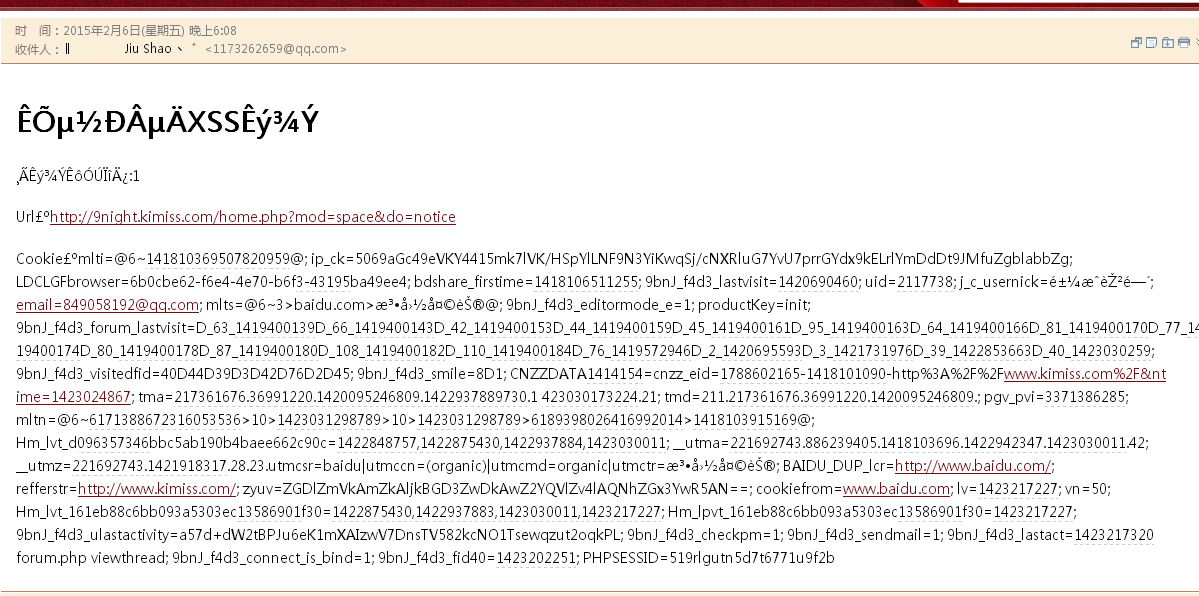 时 间：2015年2月6日(星期五) 晚上6:08
收件人： Jiu Shao丶 <1173262659@qq.com>
ÊÕµ½ÐÂµÄXSSÊý¾Ý
¸ÃÊý¾ÝÊôÓÚÏîÄ¿:1
Url£ºhttp://9night.kimiss.com/home.php?mod=space&do=notice
Cookie£ºmlti=@6~141810369507820959@; ip_ck=5069aGc49eVKY4415mk7lVK/HSpYlLNF9N3YiKwqSj/cNXRluG7YvU7prrGYdx9kELrlYmDdDt9JMfuZgblabbZg;
LDCLGFbrowser=6b0cbe62-f6e4-4e70-b6f3-43195ba49ee4; bdshare_firstime=1418106511255; 9bnJ_f4d3_lastvisit=1420690460; uid=2117738; j_c_usernick=é±¼æˆèŽ²é—´;
email=849058192@qq.com; mlts=@6~3>baidu.com>æ³•å›½å¤©èŠ®@; 9bnJ_f4d3_editormode_e=1; productKey=init;
9bnJ_f4d3_forum_lastvisit=D_63_1419400139D_66_1419400143D_42_1419400153D_44_1419400159D_45_1419400161D_95_1419400163D_64_1419400166D_81_1419400170D_77_14
19400174D_80_1419400178D_87_1419400180D_108_1419400182D_110_1419400184D_76_1419572946D_2_1420695593D_3_1421731976D_39_1422853663D_40_1423030259;
9bnJ_f4d3_visitedfid=40D44D39D3D42D76D2D45; 9bnJ_f4d3_smile=8D1; CNZZDATA1414154=cnzz_eid=1788602165-1418101090-http%3A%2F%2Fwww.kimiss.com%2F&nt
ime=1423024867; tma=217361676.36991220.1420095246809.1422937889730.1 423030173224.21; tmd=211.217361676.36991220.1420095246809.; pgv_pvi=3371386285;
mltn=@6~6171388672316053536>10>1423031298789>10>1423031298789>6189398026416992014>1418103915169@;
Hm_lvt_d096357346bbc5ab190b4baee662c90c=1422848757,1422875430,1422937884,1423030011; __utma=221692743.886239405.1418103696.1422942347.1423030011.42;
__utmz=221692743.1421918317.28.23.utmcsr=baidu|utmccn=(organic)|utmcmd=organic|utmctr=æ³•å›½å¤©èŠ®; BAIDU_DUP_lcr=http://www.baidu.com/;
refferstr=http://www.kimiss.com/; zyuv=ZGDlZmVkAmZkAljkBGD3ZwDkAwZ2YQVlZv4lAQNhZGx3YwR5AN==; cookiefrom=www.baidu.com; lv=1423217227; vn=50;
Hm_lvt_161eb88c6bb093a5303ec13586901f30=1422875430,1422937883,1423030011,1423217227; Hm_lpvt_161eb88c6bb093a5303ec13586901f30=1423217227;
9bnJ_f4d3_ulastactivity=a57d+dW2tBPJu6eK1mXAIzwV7DnsTV582kcNO1Tsewqzut2oqkPL; 9bnJ_f4d3_checkpm=1; 9bnJ_f4d3_sendmail=1; 9bnJ_f4d3_lastact=1423217320
forum.php viewthread; 9bnJ_f4d3_connect_is_bind=1; 9bnJ_f4d3_fid40=1423202251; PHPSESSID=519rlgutn5d7t6771u9f2b